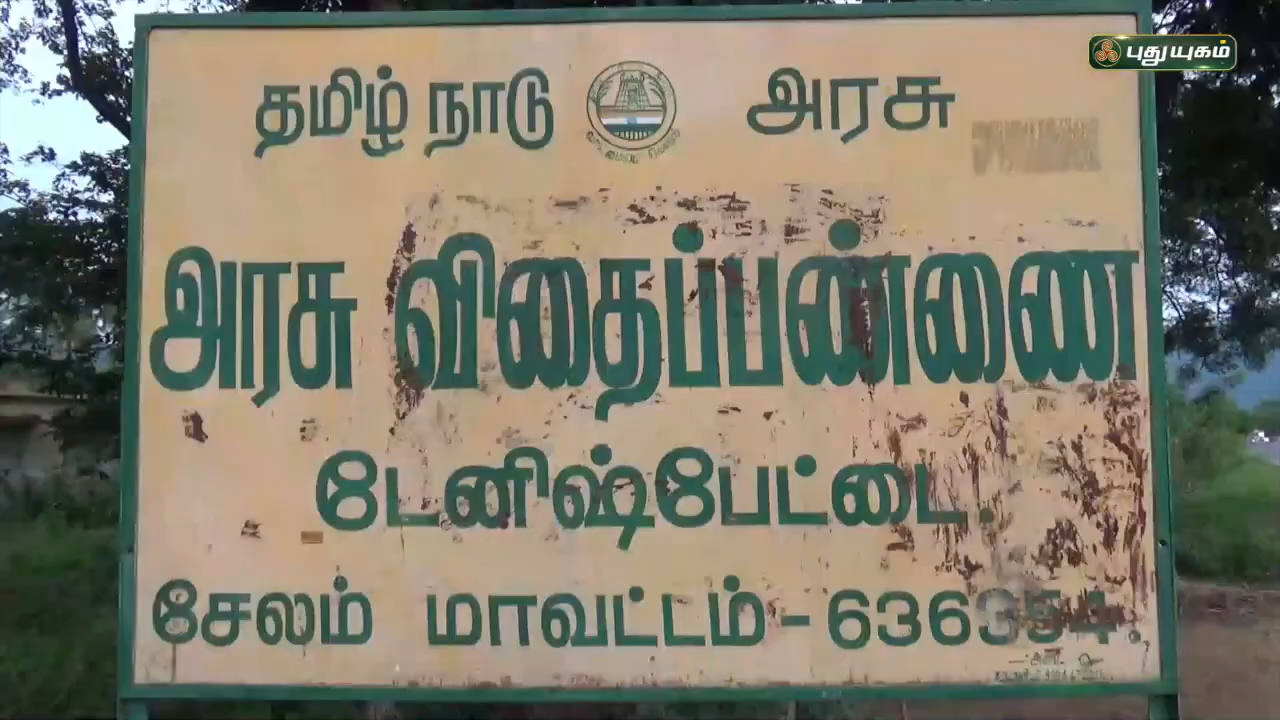 புதுயுகம்
தமிழ் நாடு அரசு
அரசு விதைப்பண்ணை
டேனிஷ்பேட்டை.
சேலம் மாவட்டம் - 636354.